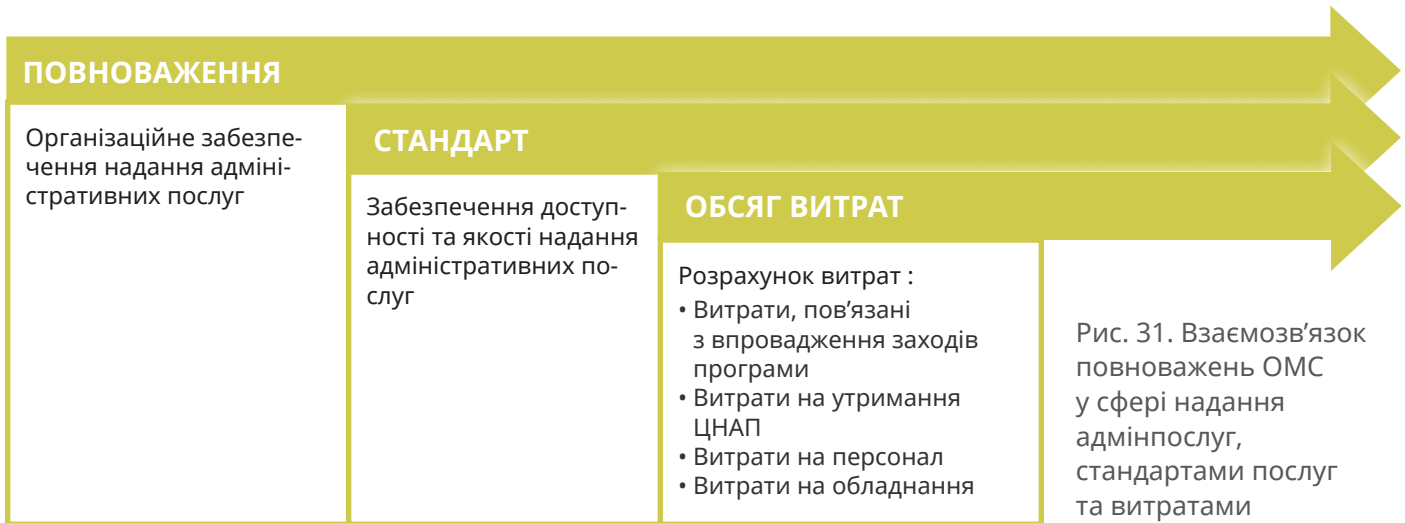 ПОВНОВАЖЕННЯ
Організаційне забезпе-
чення надання адміні-
стративних послуг
СТАНДАРТ
Забезпечення доступ-
ності та якості надання
адміністративних по-
слуг
ОБСЯГ ВИТРАТ
Розрахунок витрат :
• Витрати, пов’язані
з впровадження заходів
програми
• Витрати на утримання
ЦНАП
• Витрати на персонал
• Витрати на обладнання
Рис. 31. Взаємозв’язок
повноважень ОМС
у сфері надання
адмінпослуг,
стандартами послуг
та витратами